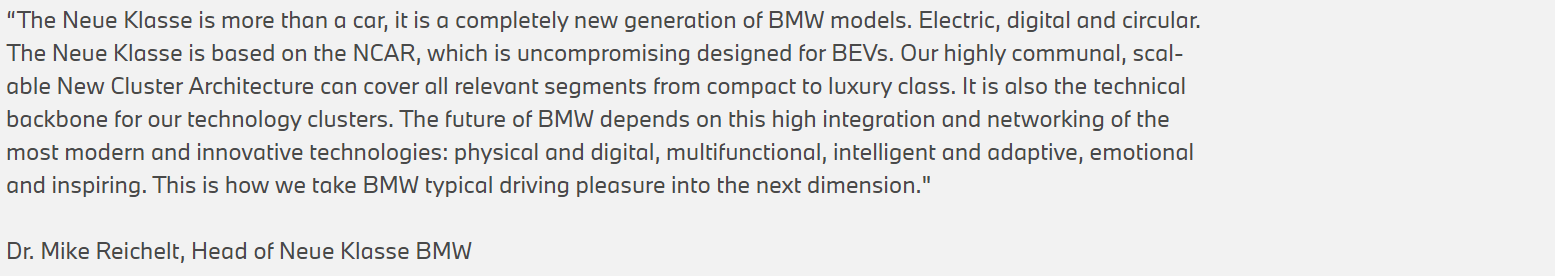 “The Neue Klasse is more than a car, it is a completely new generation of BMW models. Electric, digital and circular.
The Neue Klasse is based on the NCAR, which is uncompromising designed for BEVs. Our highly communal, scal-
able New Cluster Architecture can cover all relevant segments from compact to luxury class. It is also the technical
backbone for our technology clusters. The future of BMW depends on this high integration and networking of the
most modern and innovative technologies: physical and digital, multifunctional, intelligent and adaptive, emotional
and inspiring. This is how we take BMW typical driving pleasure into the next dimension."
Dr. Mike Reichelt, Head of Neue Klasse BMW